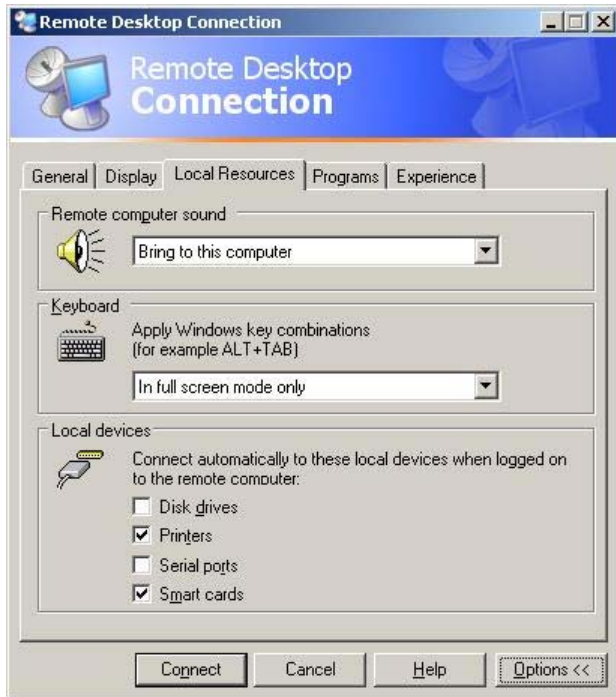 Remote Desktop Connection
Remote Desktop
Connection
General Display Local Resources Programs Experience
Remote computer sound
Bring to this computer
Keyboard
Apply Windows key combinations
(for example ALT+TAB)
In full screen mode only
Local devices
Connect automatically to these local devices when logged on
to the remote computer:
Disk drives
Printers
Serial ports
Smart cards
Connect Cancel Help Options <<